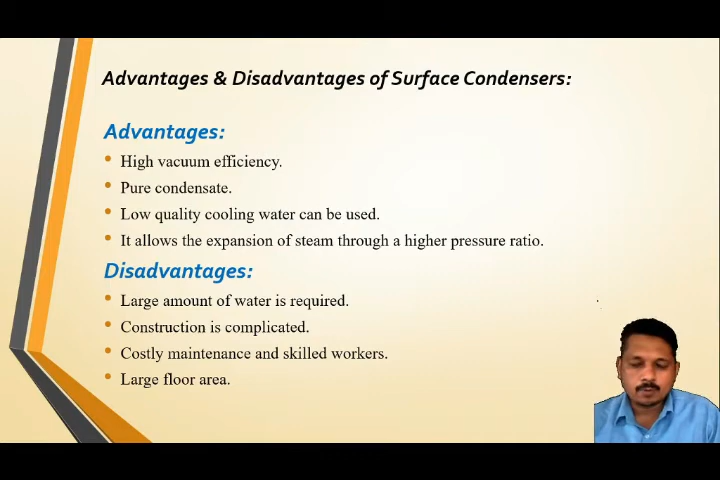 Advantages & Disadvantages of Surface Condensers:
Advantages:
• High vacuum efficiency.
• Pure condensate.
• Low quality cooling water can be used.
• It allows the expansion of steam through a higher pressure ratio.
Disadvantages:
• Large amount of water is required.
• Construction is complicated.
• Costly maintenance and skilled workers.
• Large floor area.